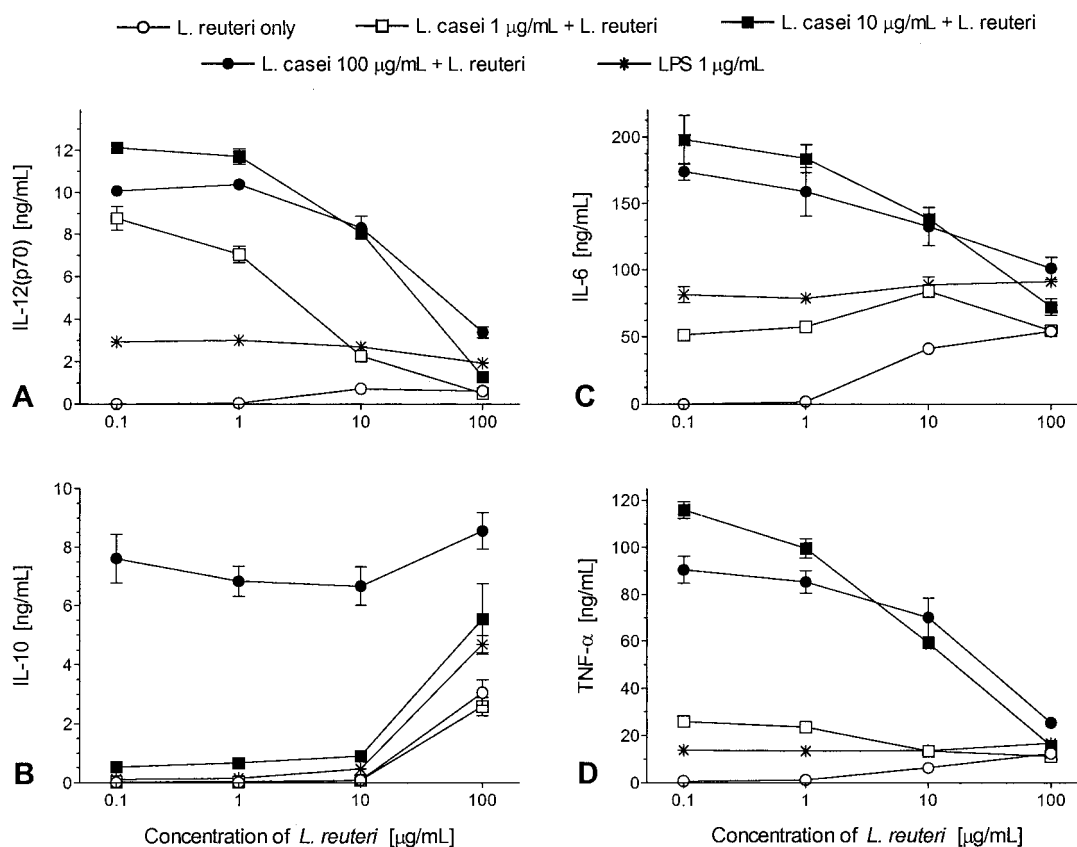 L. reuteri only
L. casei 1 μg/mL + L. reuteri
L. casei 10 μg/mL + L. reuteri
L. casei 100 μg/mL + L. reuteri
LPS 1 μg/mL
A
IL-12(p70) [ng/mL]
12
10
8
6
4
2
0
0.1 1 10 100
C
IL-6 [ng/mL]
200
150
100
50
0
0.1 1 10 100
B
IL-10 [ng/mL]
10
8
6
4
2
0
0.1 1 10 100
Concentration of L. reuteri [μg/mL]
D
TNF-α [ng/mL]
120
100
80
60
40
20
0
0.1 1 10 100
Concentration of L. reuteri [μg/mL]